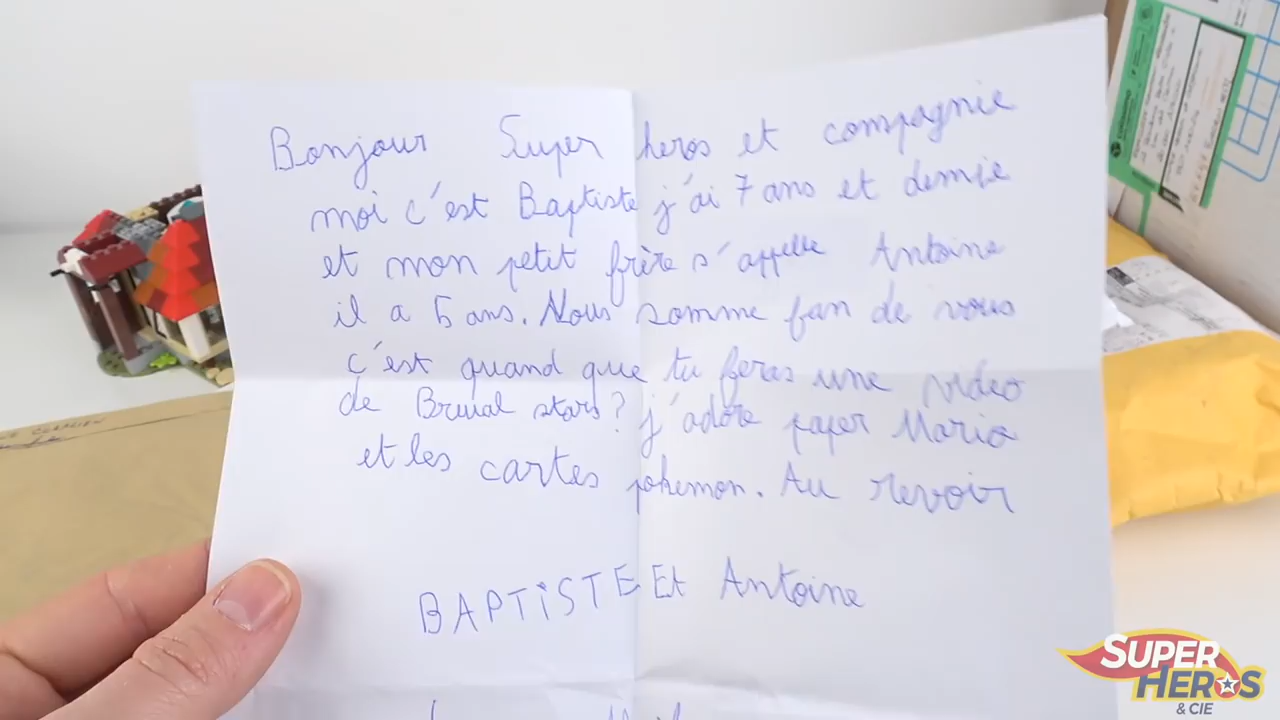 Bonjour Super heros et compagnie
moi c'est Baptiste j'ai 7 ans et demie
et mon petit frère s'appelle Antoine
il a 5 ans. Nous somme fan de vous
c'est quand que tu feras une video
de Brwal stars? j'adore paper Mario
et les cartes pokemon. Au revoir
BAPTiSTE Et Antoine
SUPER
HEROS
& CIE